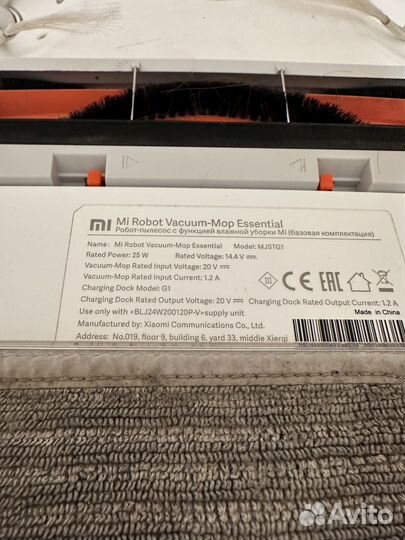 mi Mi Robot Vacuum-Mop Essential
Робот-пылесос с функцией влажной уборки Mi (базовая комплектация)
Name: Mi Robot Vacuum-Mop Essential Model: MJSTG1
Rated Power: 25 W Rated Voltage: 14.4 V
Vacuum-Mop Rated Input Voltage: 20 V
Vacuum-Mop Rated Input Current: 1.2 A
Charging Dock Model: G1
Charging Dock Rated Output Voltage: 20 V Charging Dock Rated Output Current: 1.2 A
Use only with <BLJ24W200120P-V>supply unit Made in China
Manufactured by: Xiaomi Communications Co., Ltd.
Address: No.019, floor 9, building 6, yard 33, middle Xierqi
Avito